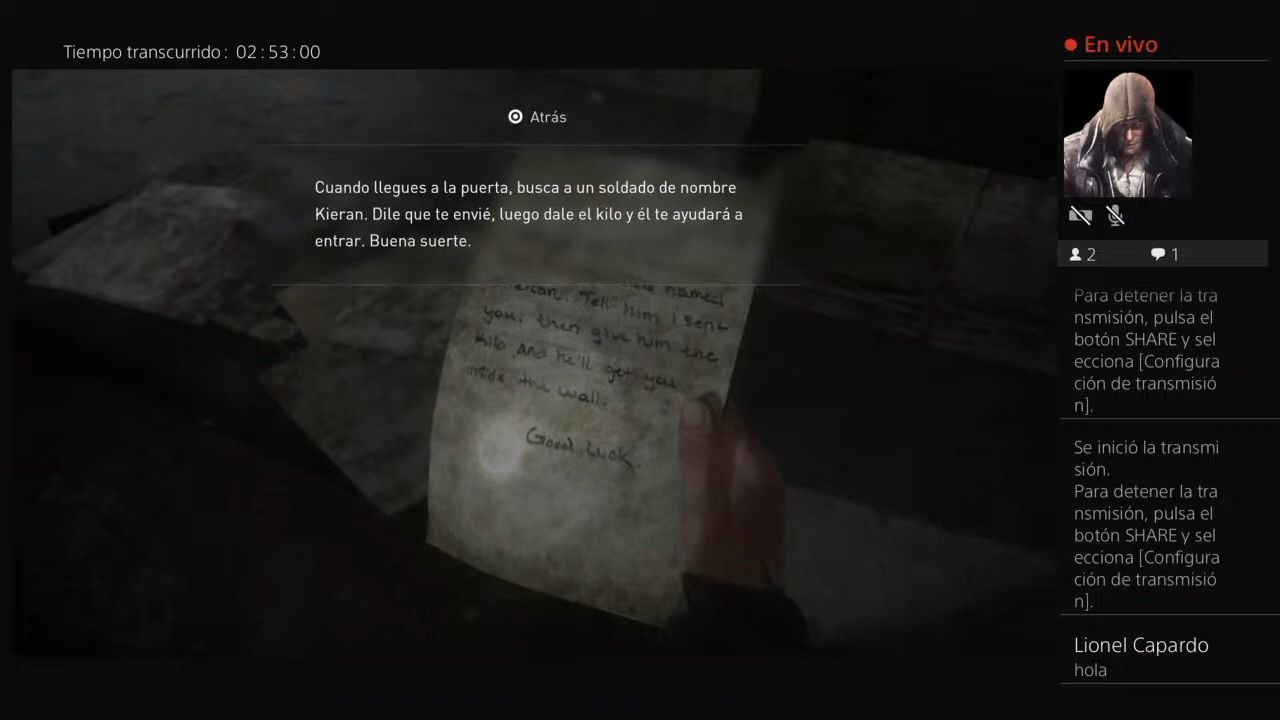 Tiempo transcurrido: 02:53:00
Atrás
Cuando llegues a la puerta, busca a un soldado de nombre
Kieran. Dile que te envié, luego dale el kilo y él te ayudará a
entrar. Buena suerte.
named
Tell him I sent
you, then give him the
kilo and he'll get you
inside the wall.
Good Luck.
En vivo
2
1
Para detener la tra
nsmisión, pulsa el
botón SHARE y sel
ecciona [Configura
ción de transmisió
n].
Se inició la transmi
sión.
Para detener la tra
nsmisión, pulsa el
botón SHARE y sel
ecciona [Configura
ción de transmisió
n].
Lionel Capardo
hola